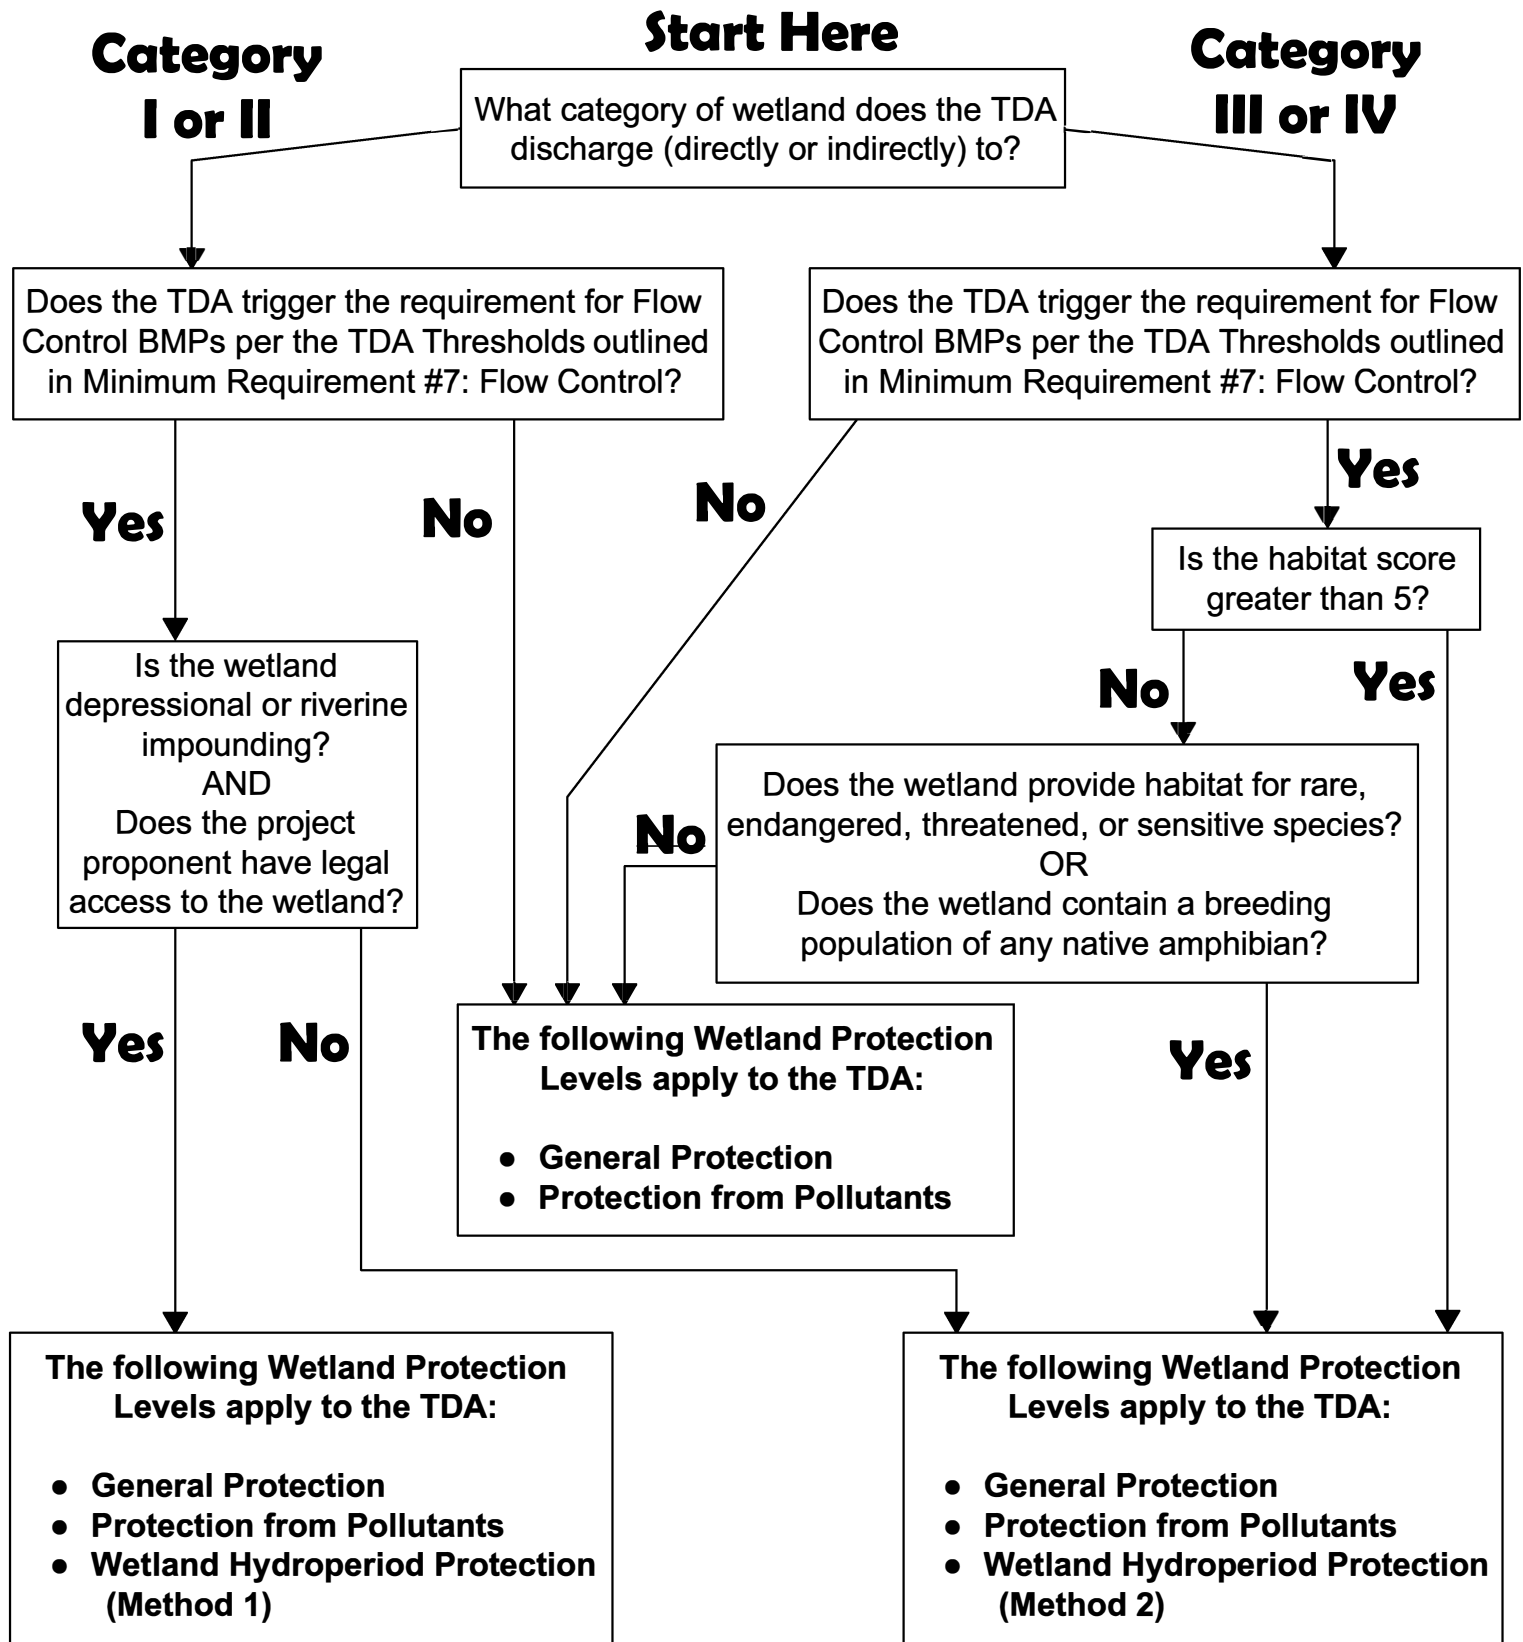 Start Here
Category
I or II
Category
III or IV
What category of wetland does the TDA
discharge (directly or indirectly) to?
Does the TDA trigger the requirement for Flow
Control BMPs per the TDA Thresholds outlined
in Minimum Requirement #7: Flow Control?
Does the TDA trigger the requirement for Flow
Control BMPs per the TDA Thresholds outlined
in Minimum Requirement #7: Flow Control?
Yes
No
No
Yes
Is the habitat score
greater than 5?
Is the wetland
depressional or riverine
impounding?
AND
Does the project
proponent have legal
access to the wetland?
No
Yes
Does the wetland provide habitat for rare,
endangered, threatened, or sensitive species?
OR
Does the wetland contain a breeding
population of any native amphibian?
No
Yes
No
Yes
The following Wetland Protection
Levels apply to the TDA:
● General Protection
● Protection from Pollutants
The following Wetland Protection
Levels apply to the TDA:
● General Protection
● Protection from Pollutants
● Wetland Hydroperiod Protection
(Method 1)
The following Wetland Protection
Levels apply to the TDA:
● General Protection
● Protection from Pollutants
● Wetland Hydroperiod Protection
(Method 2)